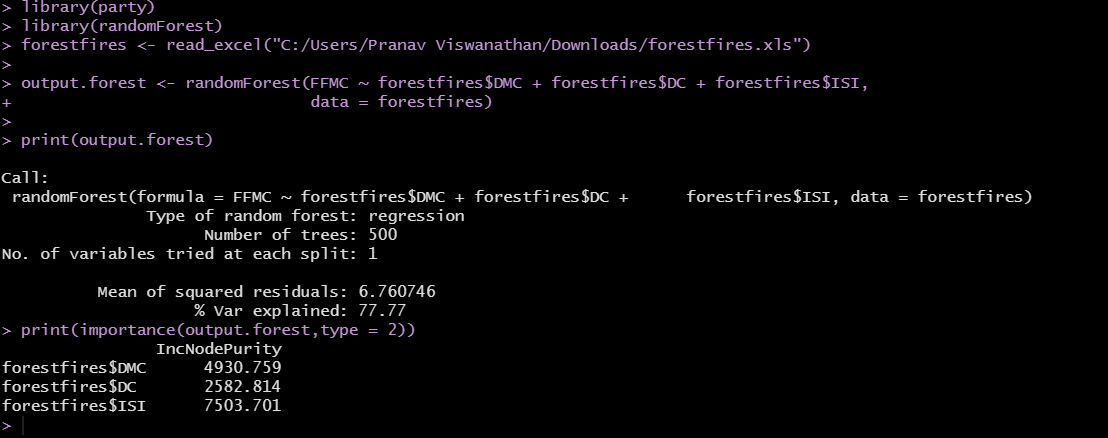 > library(party)
> library(randomForest)
> forestfires <- read_excel("C:/Users/Pranav Viswanathan/Downloads/forestfires.xls")
>
> output.forest <- randomForest(FFMC ~ forestfires$DMC + forestfires$DC + forestfires$ISI,
+                               data = forestfires)
>
> print(output.forest)
Call:
 randomForest(formula = FFMC ~ forestfires$DMC + forestfires$DC +      forestfires$ISI, data = forestfires)
               Type of random forest: regression
                     Number of trees: 500
No. of variables tried at each split: 1
          Mean of squared residuals: 6.760746
                    % Var explained: 77.77
> print(importance(output.forest,type = 2))
                IncNodePurity
forestfires$DMC      4930.759
forestfires$DC       2582.814
forestfires$ISI      7503.701
>